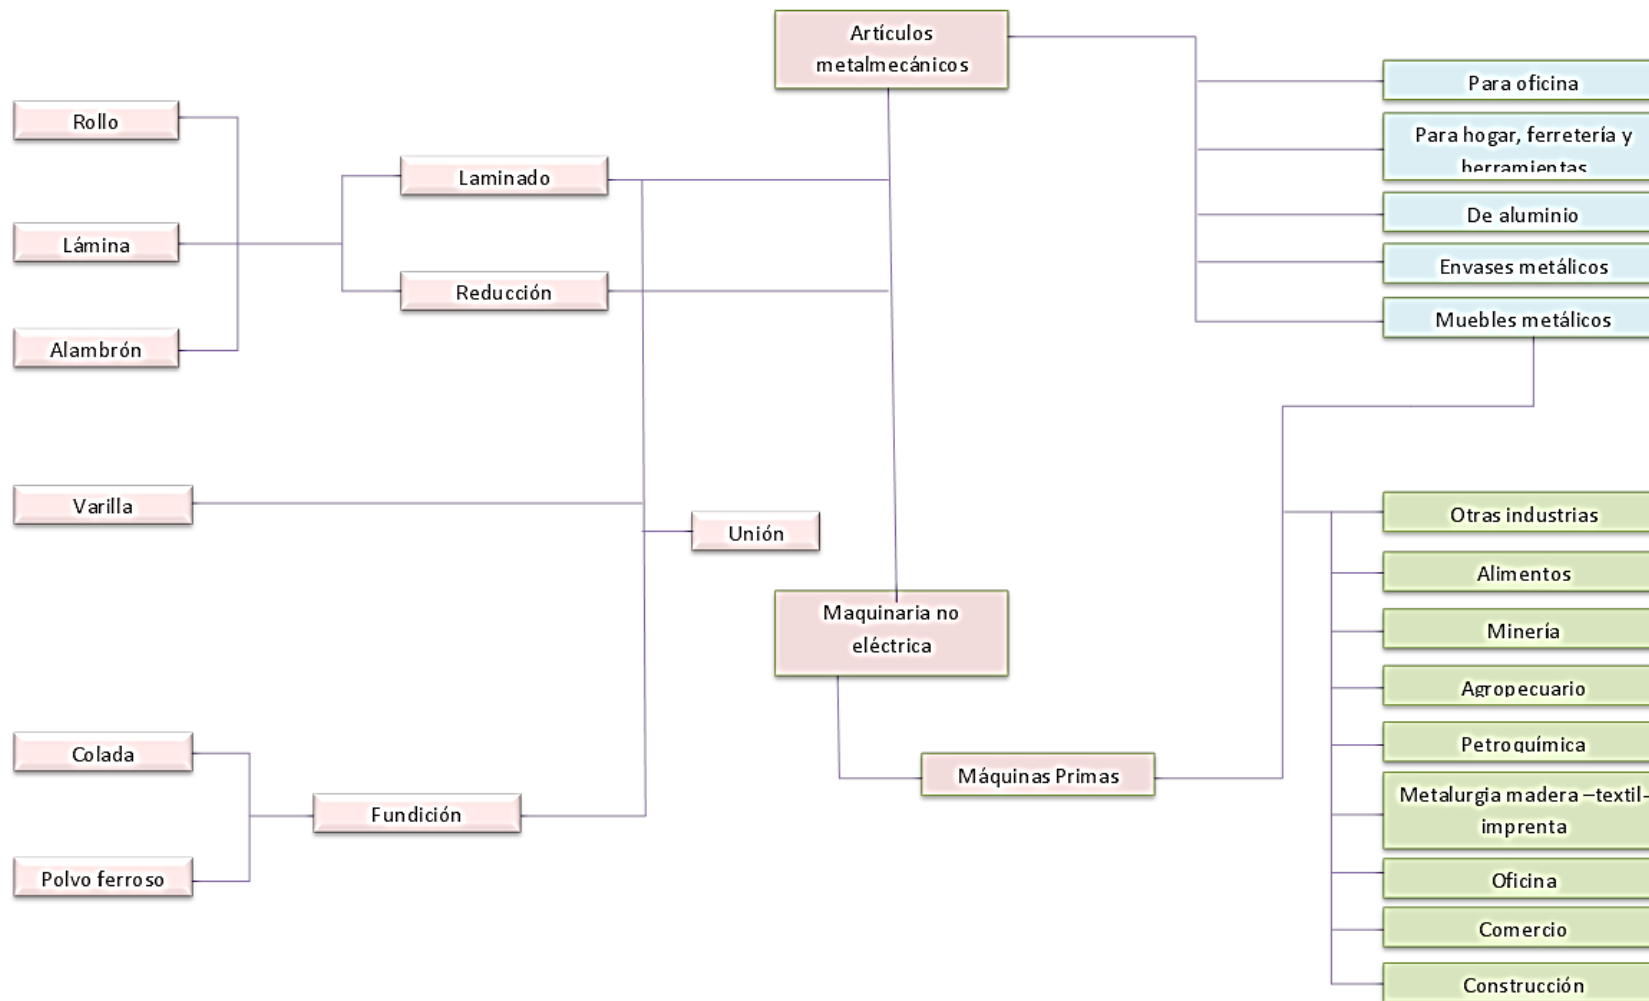 Artículos
metalmecánicos
Rollo
Lámina
Alambrón
Laminado
Reducción
Varilla
Unión
Colada
Polvo ferroso
Fundición
Maquinaria no
eléctrica
Máquinas Primas
Para oficina
Para hogar, ferretería y
herramientas
De aluminio
Envases metálicos
Muebles metálicos
Otras industrias
Alimentos
Minería
Agropecuario
Petroquímica
Metalurgia madera –textil-
imprenta
Oficina
Comercio
Construcción